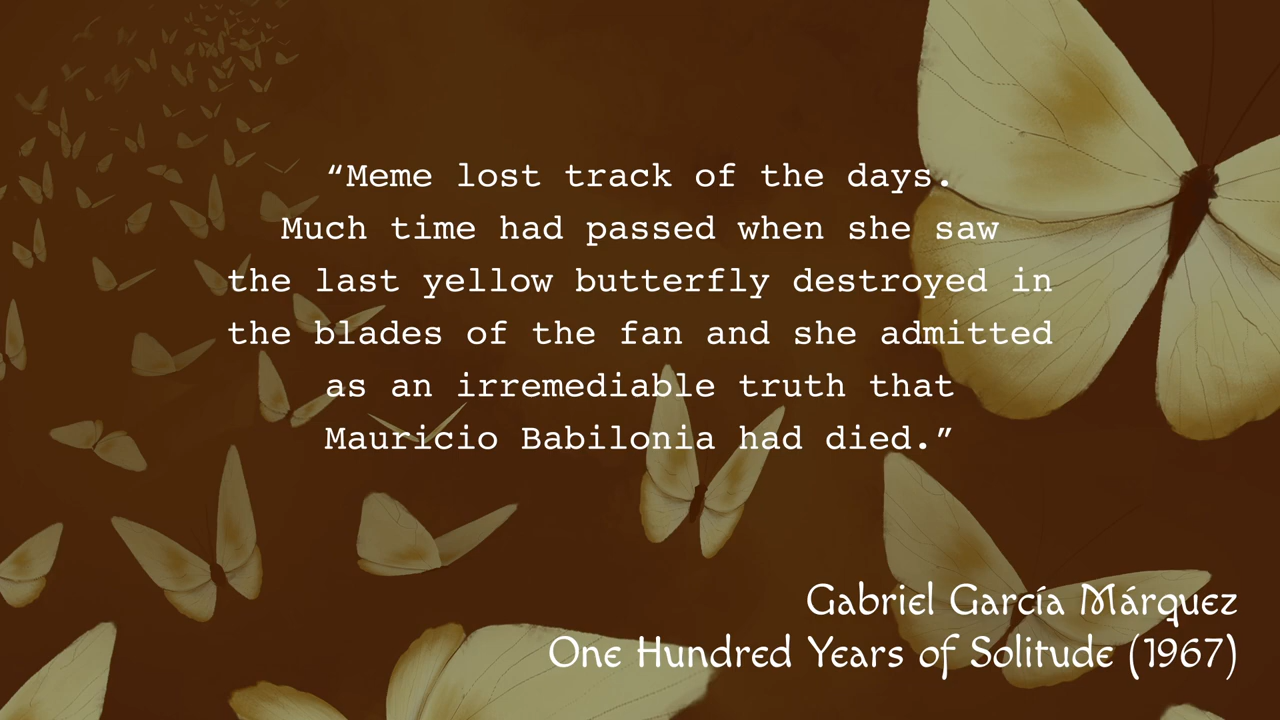 “Meme lost track of the days.
Much time had passed when she saw
the last yellow butterfly destroyed in
the blades of the fan and she admitted
as an irremediable truth that
Mauricio Babilonia had died.”
Gabriel García Márquez
One Hundred Years of Solitude (1967)